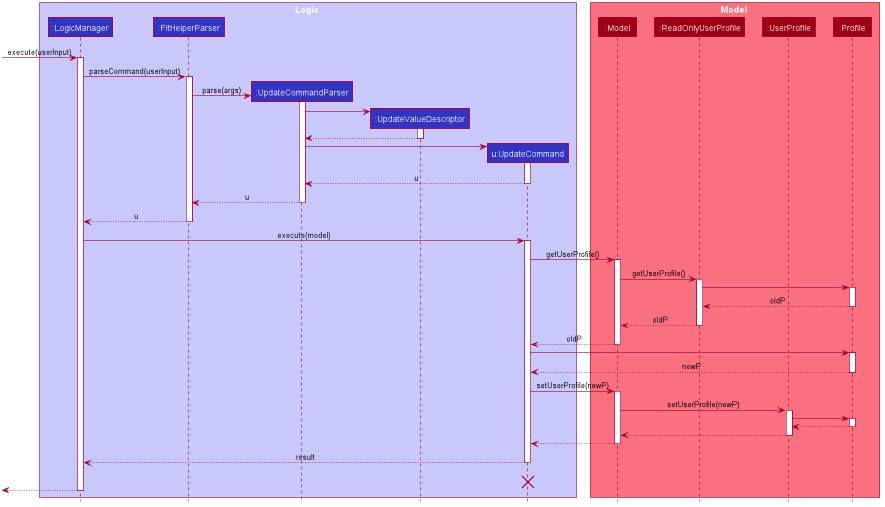 Logic
Model
:LogicManager
:FitHelperParser
:Model
:ReadOnlyUserProfile
:UserProfile
:Profile
execute(userInput)
parseCommand(userInput)
parse(args)
:UpdateCommandParser
:UpdateValueDescriptor
u:UpdateCommand
u
u
u
execute(model)
getUserProfile()
getUserProfile()
oldP
oldP
oldP
newP
setUserProfile(newP)
setUserProfile(newP)
result